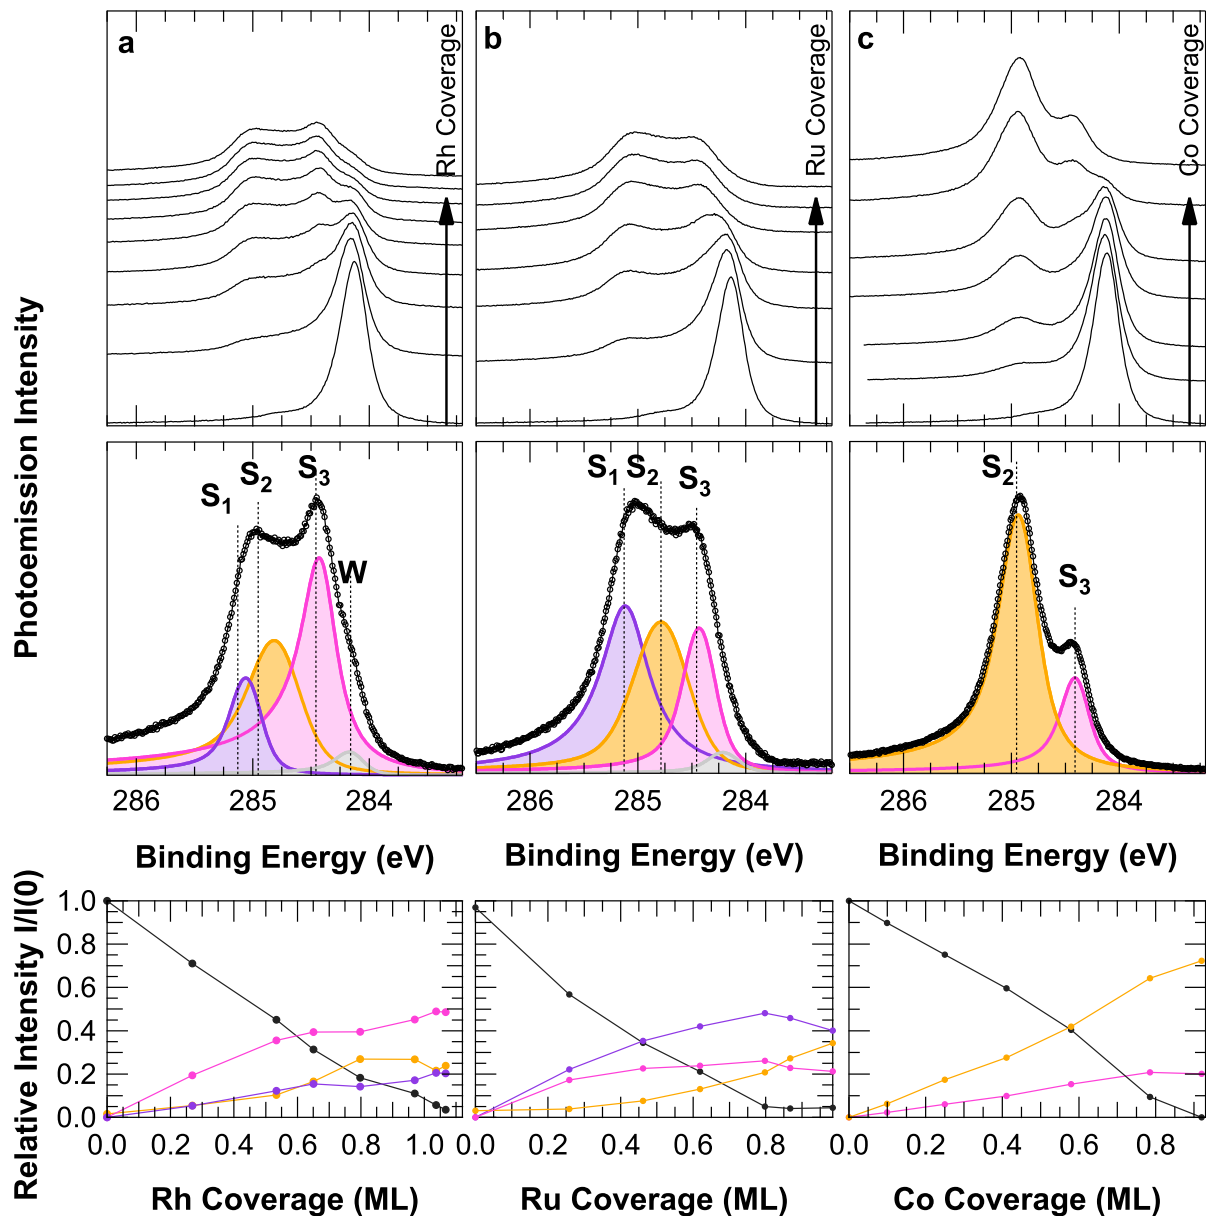 a
b
c
Rh Coverage
Ru Coverage
Co Coverage
Photoemission Intensity
S1
S2
S3
W
S1
S2
S3
S2
S3
286 285 284
286 285 284
286 285 284
Binding Energy (eV)
Binding Energy (eV)
Binding Energy (eV)
Relative Intensity I/I(0)
1.0
0.8
0.6
0.4
0.2
0.0
0.0 0.2 0.4 0.6 0.8 1.0
0.0 0.2 0.4 0.6 0.8
0.0 0.2 0.4 0.6 0.8
Rh Coverage (ML)
Ru Coverage (ML)
Co Coverage (ML)